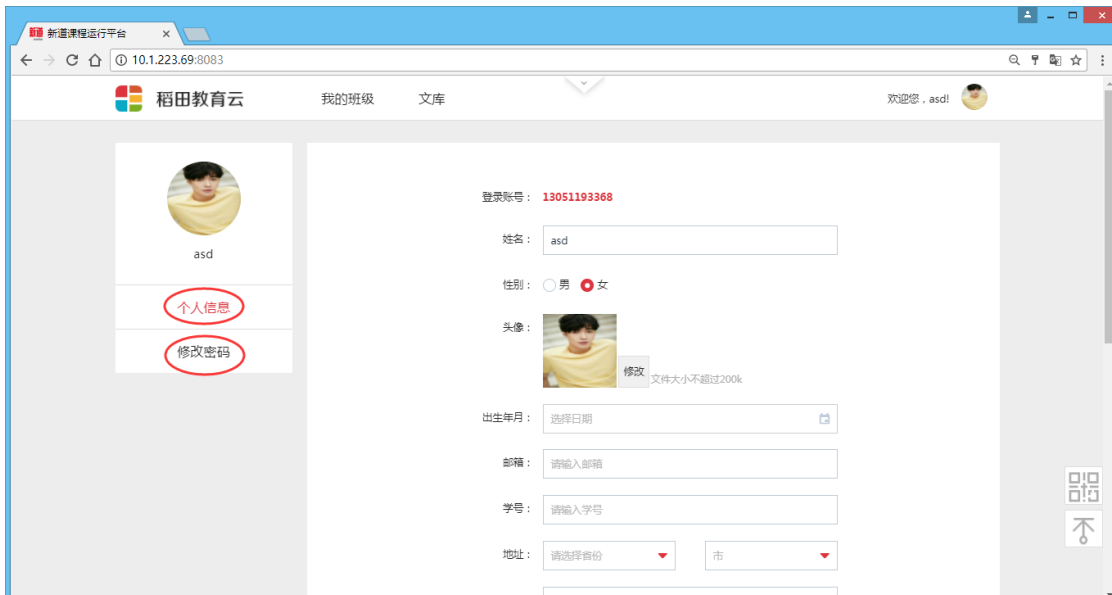 新道 新道课程运行平台
10.1.223.69:8083
稻田教育云 我的班级 文库 欢迎您，asd!
asd
个人信息
修改密码
登录账号： 13051193368
姓名： asd
性别： 男 女
头像： 修改 文件大小不超过200k
出生年月： 选择日期
邮箱： 请输入邮箱
学号： 请输入学号
地址： 请选择省份 市